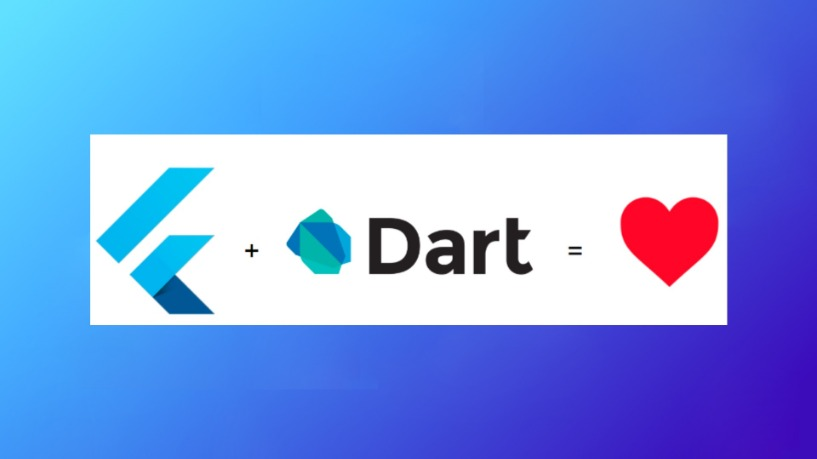 + Dart =